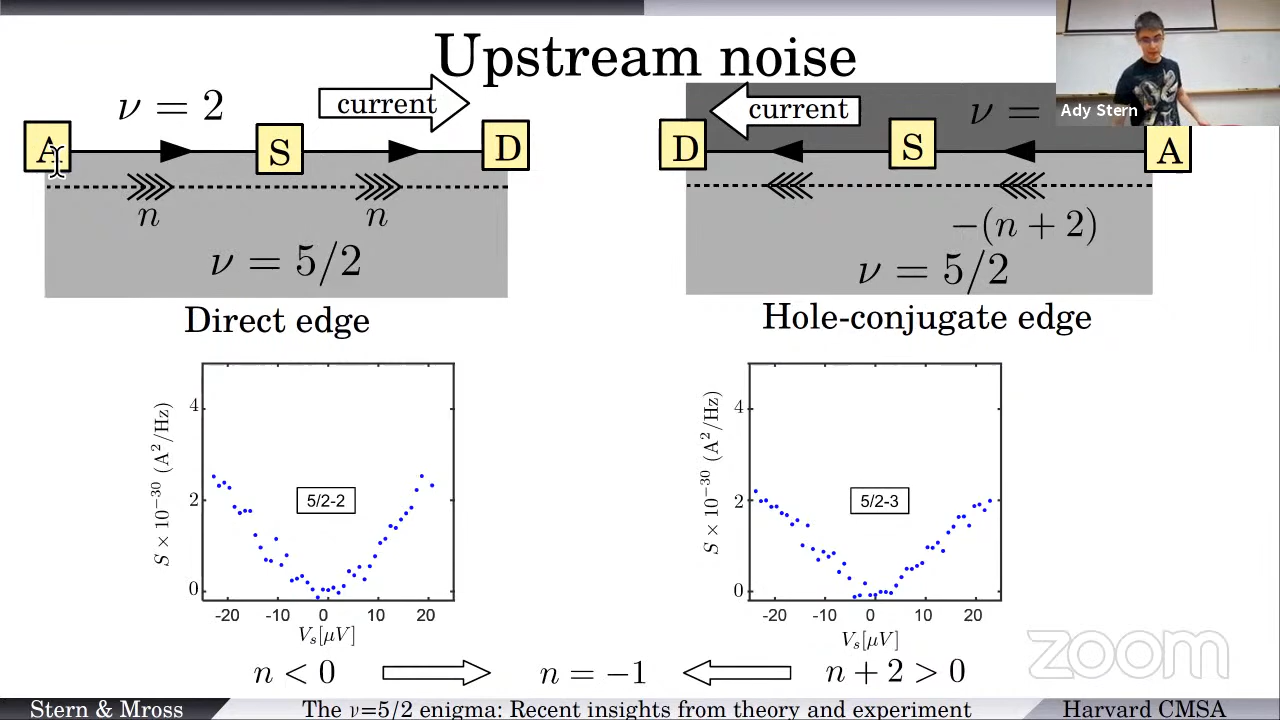 Upstream noise
ν = 2
current
A
S
D
n
n
ν = 5/2
Direct edge
current
ν =
Ady Stern
D
S
A
−(n + 2)
ν = 5/2
Hole-conjugate edge
S × 10⁻³⁰ (A²/Hz)
4
2
0
5/2-2
-20 -10 0 10 20
Vₛ[μV]
S × 10⁻³⁰ (A²/Hz)
4
2
0
5/2-3
-20 -10 0 10 20
Vₛ[μV]
n < 0
n = −1
n + 2 > 0
zoom
Stern & Mross
The ν=5/2 enigma: Recent insights from theory and experiment
Harvard CMSA